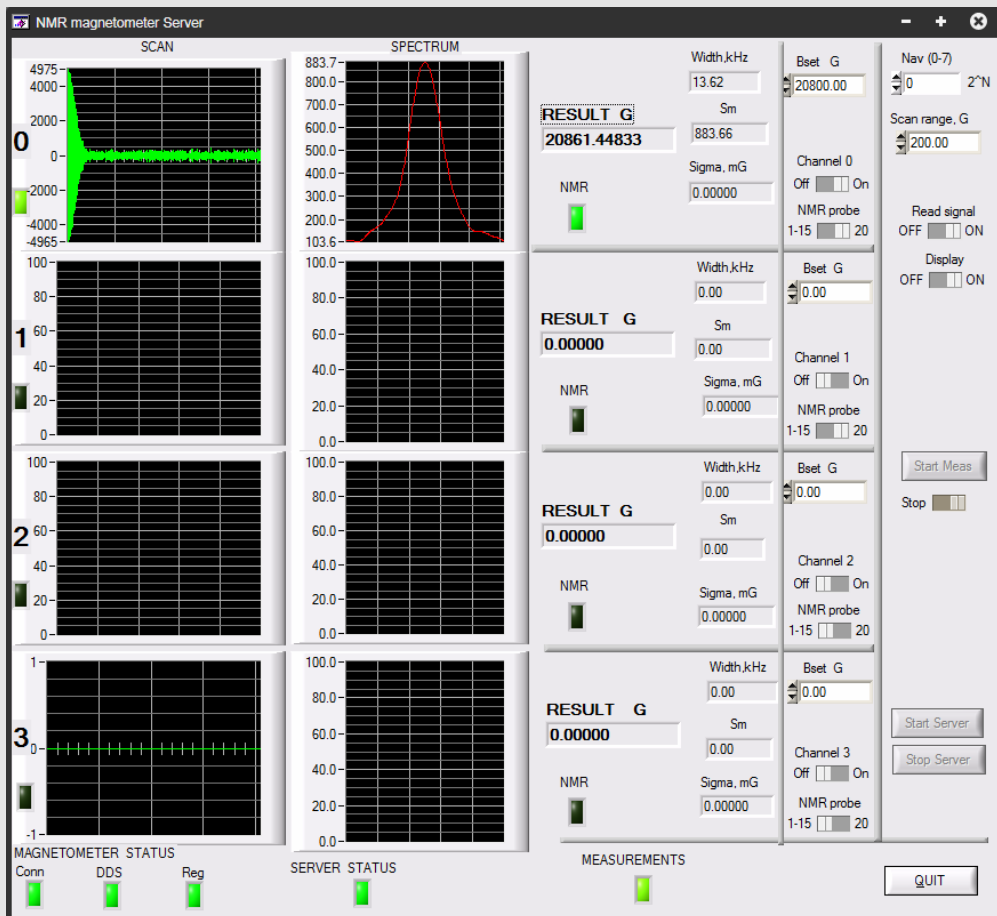 NMR magnetometer Server
SCAN
SPECTRUM
0
4975
4000
2000
0
-2000
-4000
-4965
883.7
800.0
700.0
600.0
500.0
400.0
300.0
200.0
103.6
RESULT G
20861.44833
NMR
Width,kHz
13.62
Sm
883.66
Sigma, mG
0.00000
Bset G
20800.00
Channel 0
Off On
NMR probe
1-15 20
Nav (0-7)
0 2^N
Scan range, G
200.00
Read signal
OFF ON
Display
OFF ON
1
100
80
60
40
20
0
100.0
80.0
60.0
40.0
20.0
0.0
RESULT G
0.00000
NMR
Width,kHz
0.00
Sm
0.00
Sigma, mG
0.00000
Bset G
0.00
Channel 1
Off On
NMR probe
1-15 20
2
100
80
60
40
20
0
100.0
80.0
60.0
40.0
20.0
0.0
RESULT G
0.00000
NMR
Width,kHz
0.00
Sm
0.00
Sigma, mG
0.00000
Bset G
0.00
Channel 2
Off On
NMR probe
1-15 20
Start Meas
Stop
3
1
0
-1
100.0
80.0
60.0
40.0
20.0
0.0
RESULT G
0.00000
NMR
Width,kHz
0.00
Sm
0.00
Sigma, mG
0.00000
Bset G
0.00
Channel 3
Off On
NMR probe
1-15 20
Start Server
Stop Server
MAGNETOMETER STATUS
Conn DDS Reg
SERVER STATUS
MEASUREMENTS
QUIT